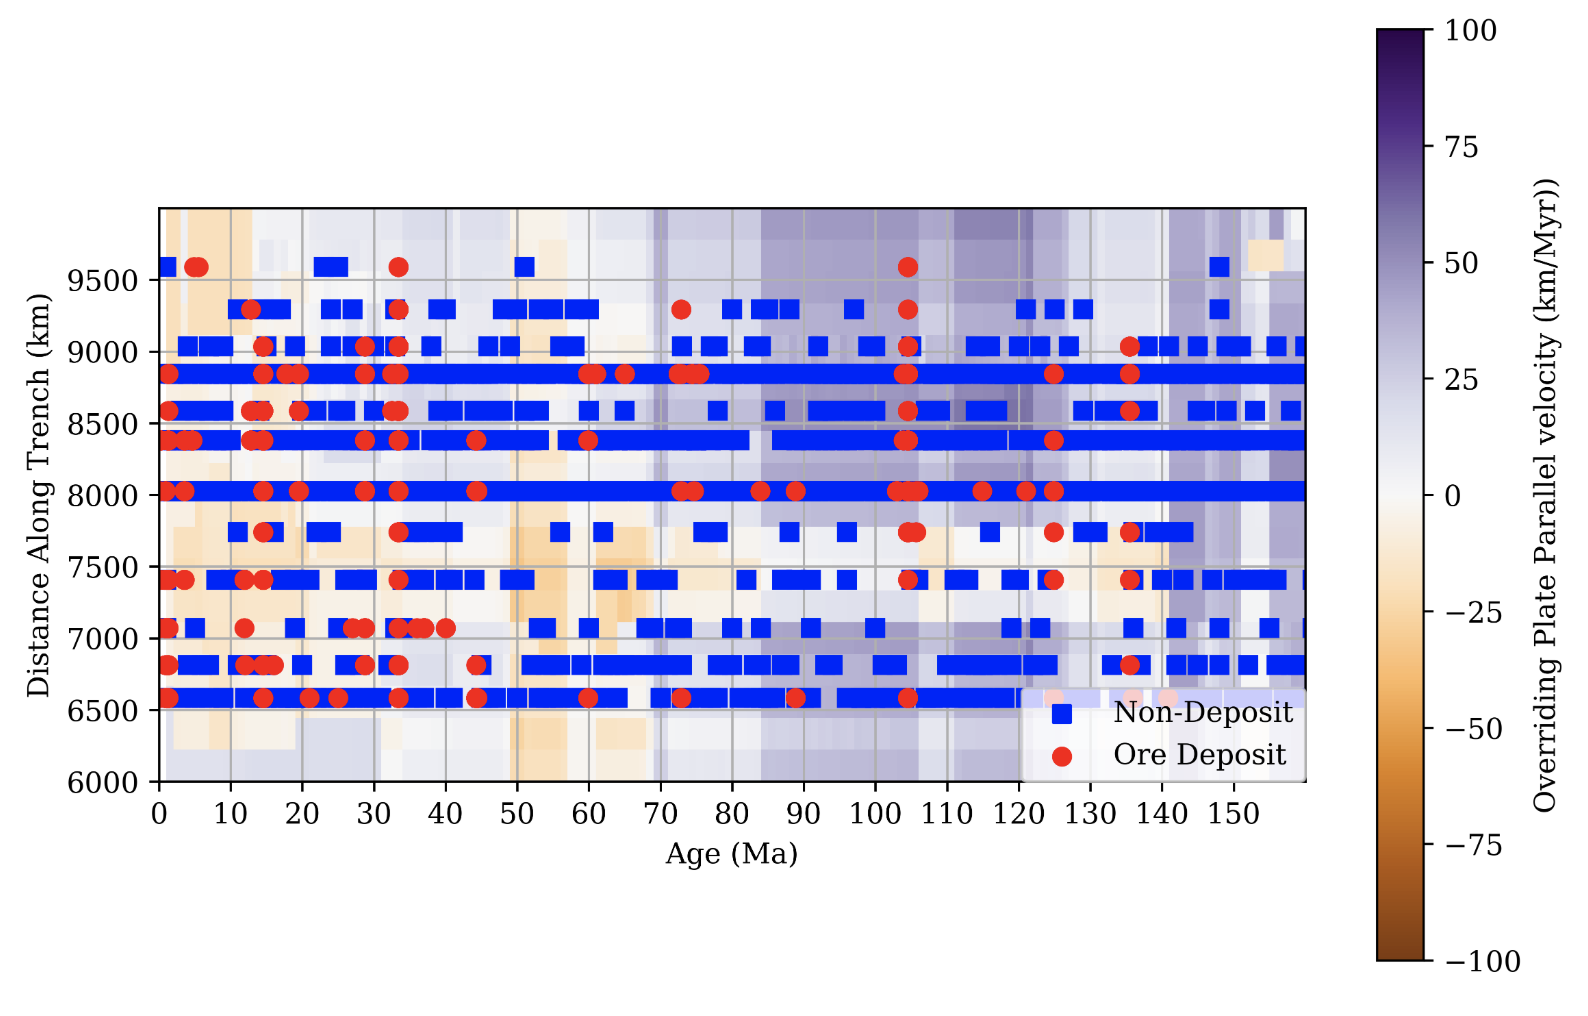 100
75
50
25
0
−25
−50
−75
−100
Overriding Plate Parallel velocity (km/Myr))
Distance Along Trench (km)
9500
9000
8500
8000
7500
7000
6500
6000
Non-Deposit
Ore Deposit
0 10 20 30 40 50 60 70 80 90 100 110 120 130 140 150
Age (Ma)